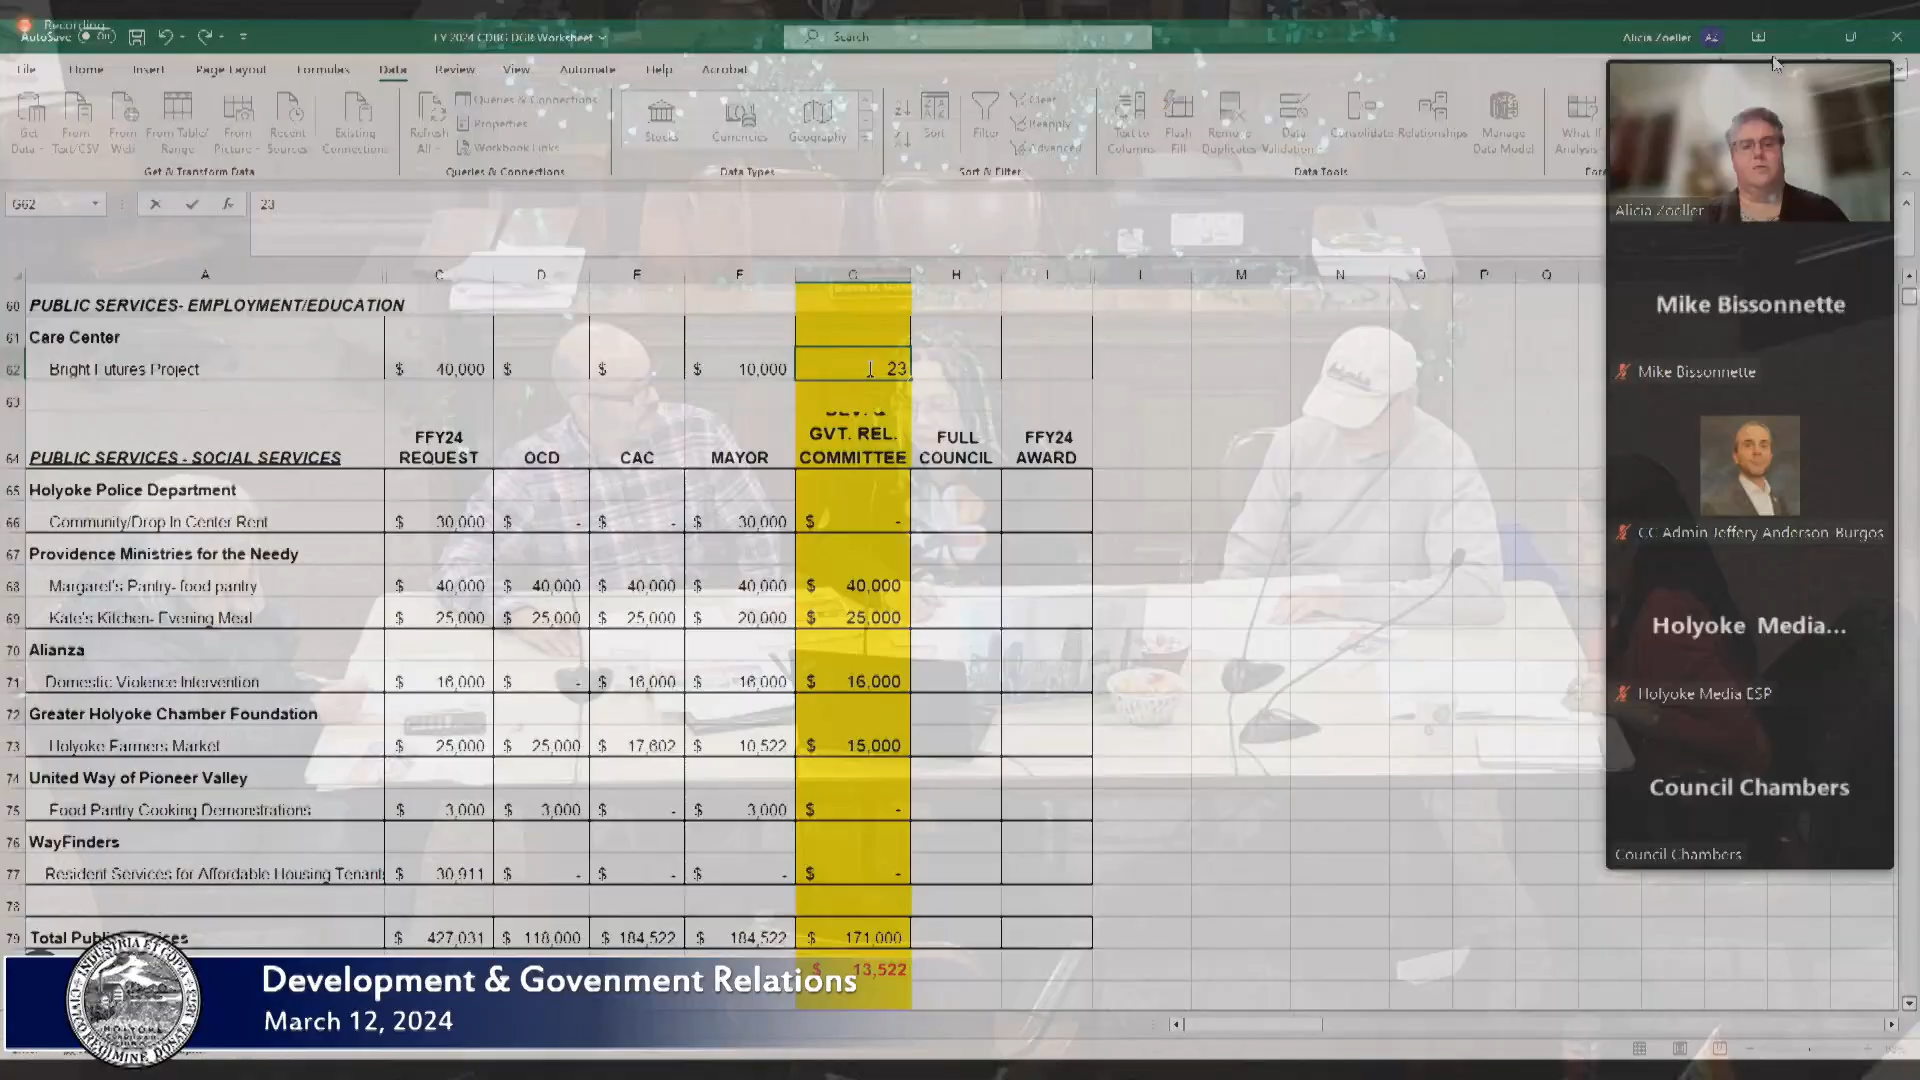 Recording
AutoSave Off FY 2024 CDBG DGR Worksheet Search Alicia Zoeller AZ
File Home Insert Page Layout Formulas Data Review View Automate Help Acrobat
Get Data From Text/CSV From Web From Table/Range From Picture Recent Sources Existing Connections
Get & Transform Data
Refresh All Queries & Connections Properties Workbook Links
Queries & Connections
Stocks Currencies Geography
Data Types
Sort Filter Clear Reapply Advanced
Sort & Filter
Text to Columns Flash Fill Remove Duplicates Data Validation Consolidate Relationships Manage Data Model
Data Tools
What If Analysis
G62 23
A C D E F G H I L M N O P Q
60 PUBLIC SERVICES- EMPLOYMENT/EDUCATION
61 Care Center
62 Bright Futures Project $ 40,000 $ $ $ 10,000 23
63
64 PUBLIC SERVICES - SOCIAL SERVICES FFY24 REQUEST OCD CAC MAYOR GVT. REL. COMMITTEE FULL COUNCIL FFY24 AWARD
65 Holyoke Police Department
66 Community/Drop In Center Rent $ 30,000 $ - $ - $ 30,000 $ -
67 Providence Ministries for the Needy
68 Margaret's Pantry- food pantry $ 40,000 $ 40,000 $ 40,000 $ 40,000 $ 40,000
69 Kate's Kitchen- Evening Meal $ 25,000 $ 25,000 $ 25,000 $ 20,000 $ 25,000
70 Alianza
71 Domestic Violence Intervention $ 16,000 $ - $ 16,000 $ 16,000 $ 16,000
72 Greater Holyoke Chamber Foundation
73 Holyoke Farmers Market $ 25,000 $ 25,000 $ 17,602 $ 10,522 $ 15,000
74 United Way of Pioneer Valley
75 Food Pantry Cooking Demonstrations $ 3,000 $ 3,000 $ - $ 3,000 $ -
76 WayFinders
77 Resident Services for Affordable Housing Tenants $ 30,911 $ - $ - $ - $ -
78
79 Total $ 427,031 $ 118,000 $ 184,522 $ 184,522 $ 171,000
$ 13,522
Alicia Zoeller
Mike Bissonnette
Mike Bissonnette
CC Admin Jeffery Anderson-Burgos
Holyoke Media...
Holyoke Media ESP
Council Chambers
Council Chambers
Development & Govenment Relations
March 12, 2024